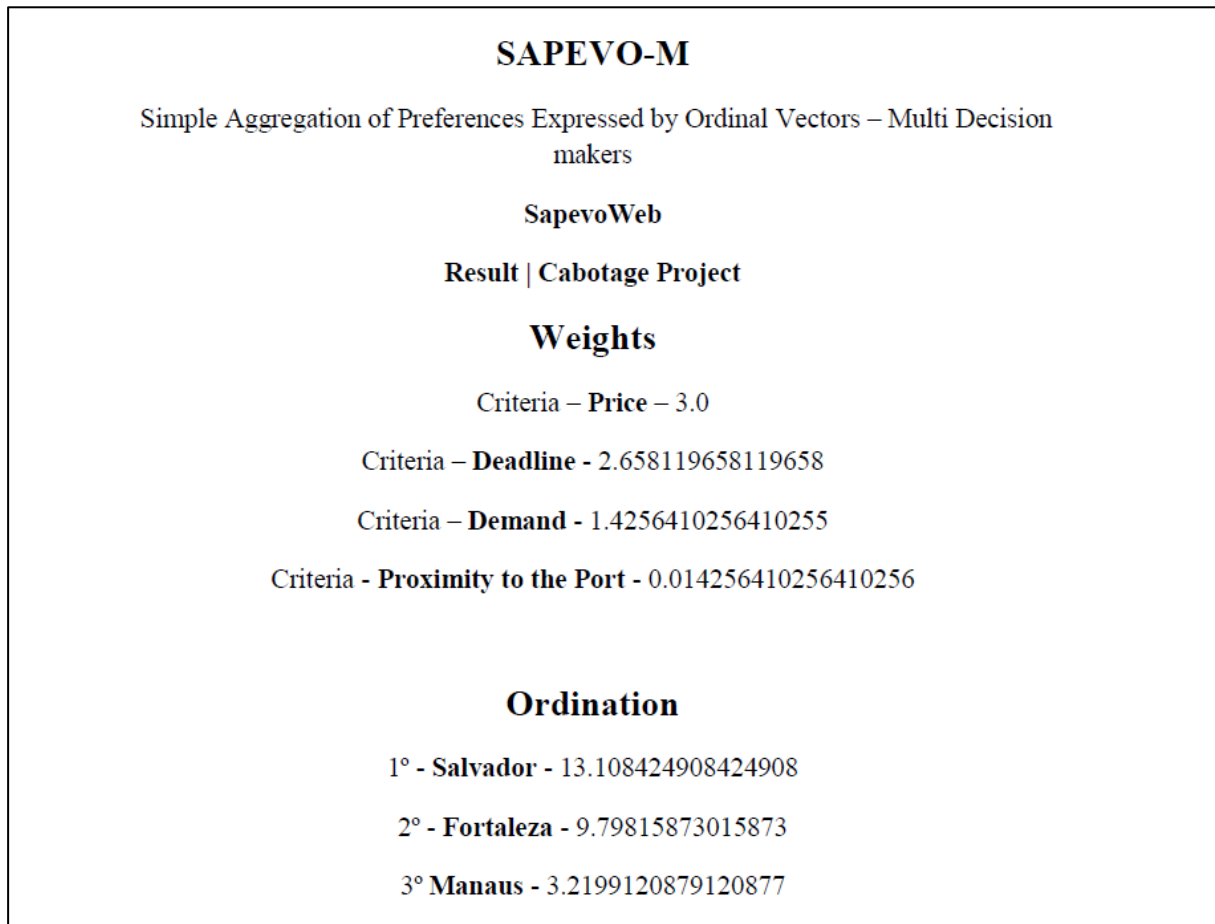 SAPEVO-M
Simple Aggregation of Preferences Expressed by Ordinal Vectors – Multi Decision
makers
SapevoWeb
Result | Cabotage Project
Weights
Criteria – Price – 3.0
Criteria – Deadline - 2.658119658119658
Criteria – Demand - 1.4256410256410255
Criteria - Proximity to the Port - 0.014256410256410256
Ordination
1º - Salvador - 13.108424908424908
2º - Fortaleza - 9.79815873015873
3º Manaus - 3.2199120879120877